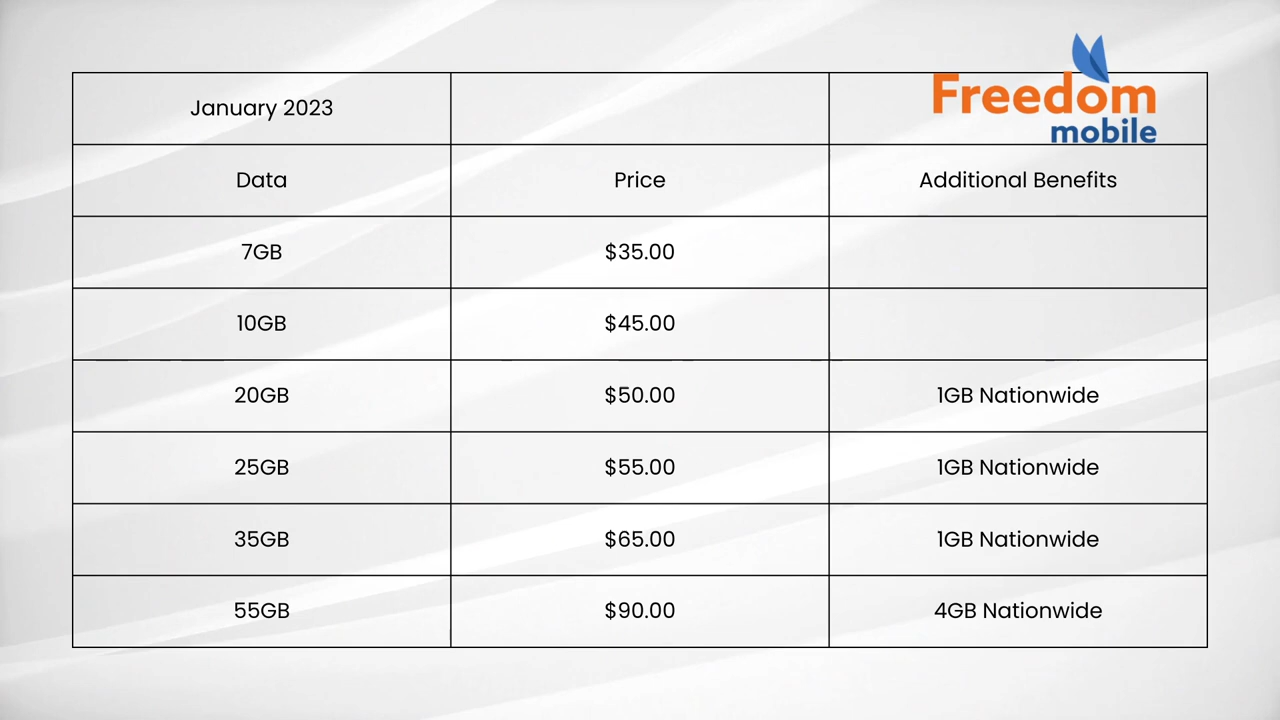 January 2023
Freedom
mobile
Data Price Additional Benefits
7GB $35.00
10GB $45.00
20GB $50.00 1GB Nationwide
25GB $55.00 1GB Nationwide
35GB $65.00 1GB Nationwide
55GB $90.00 4GB Nationwide